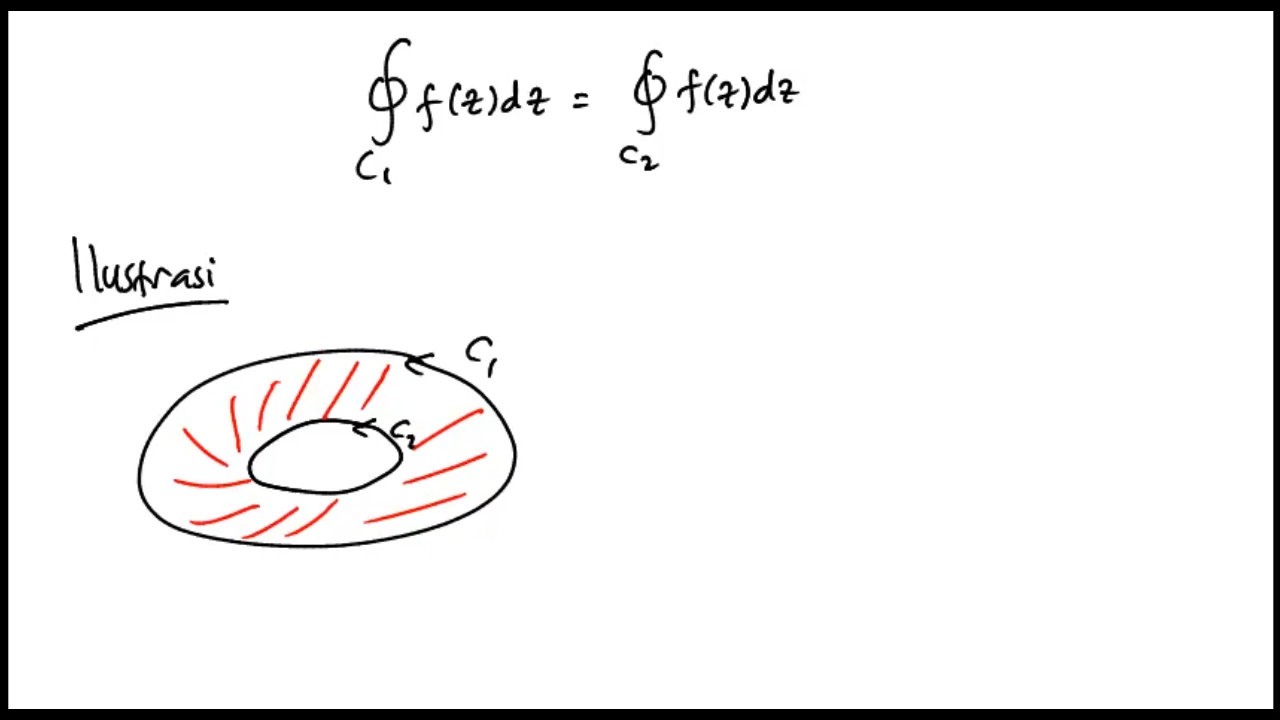 ∮ f(z)dz = ∮ f(z)dz
C₁ C₂
Ilustrasi
C₁
C₂